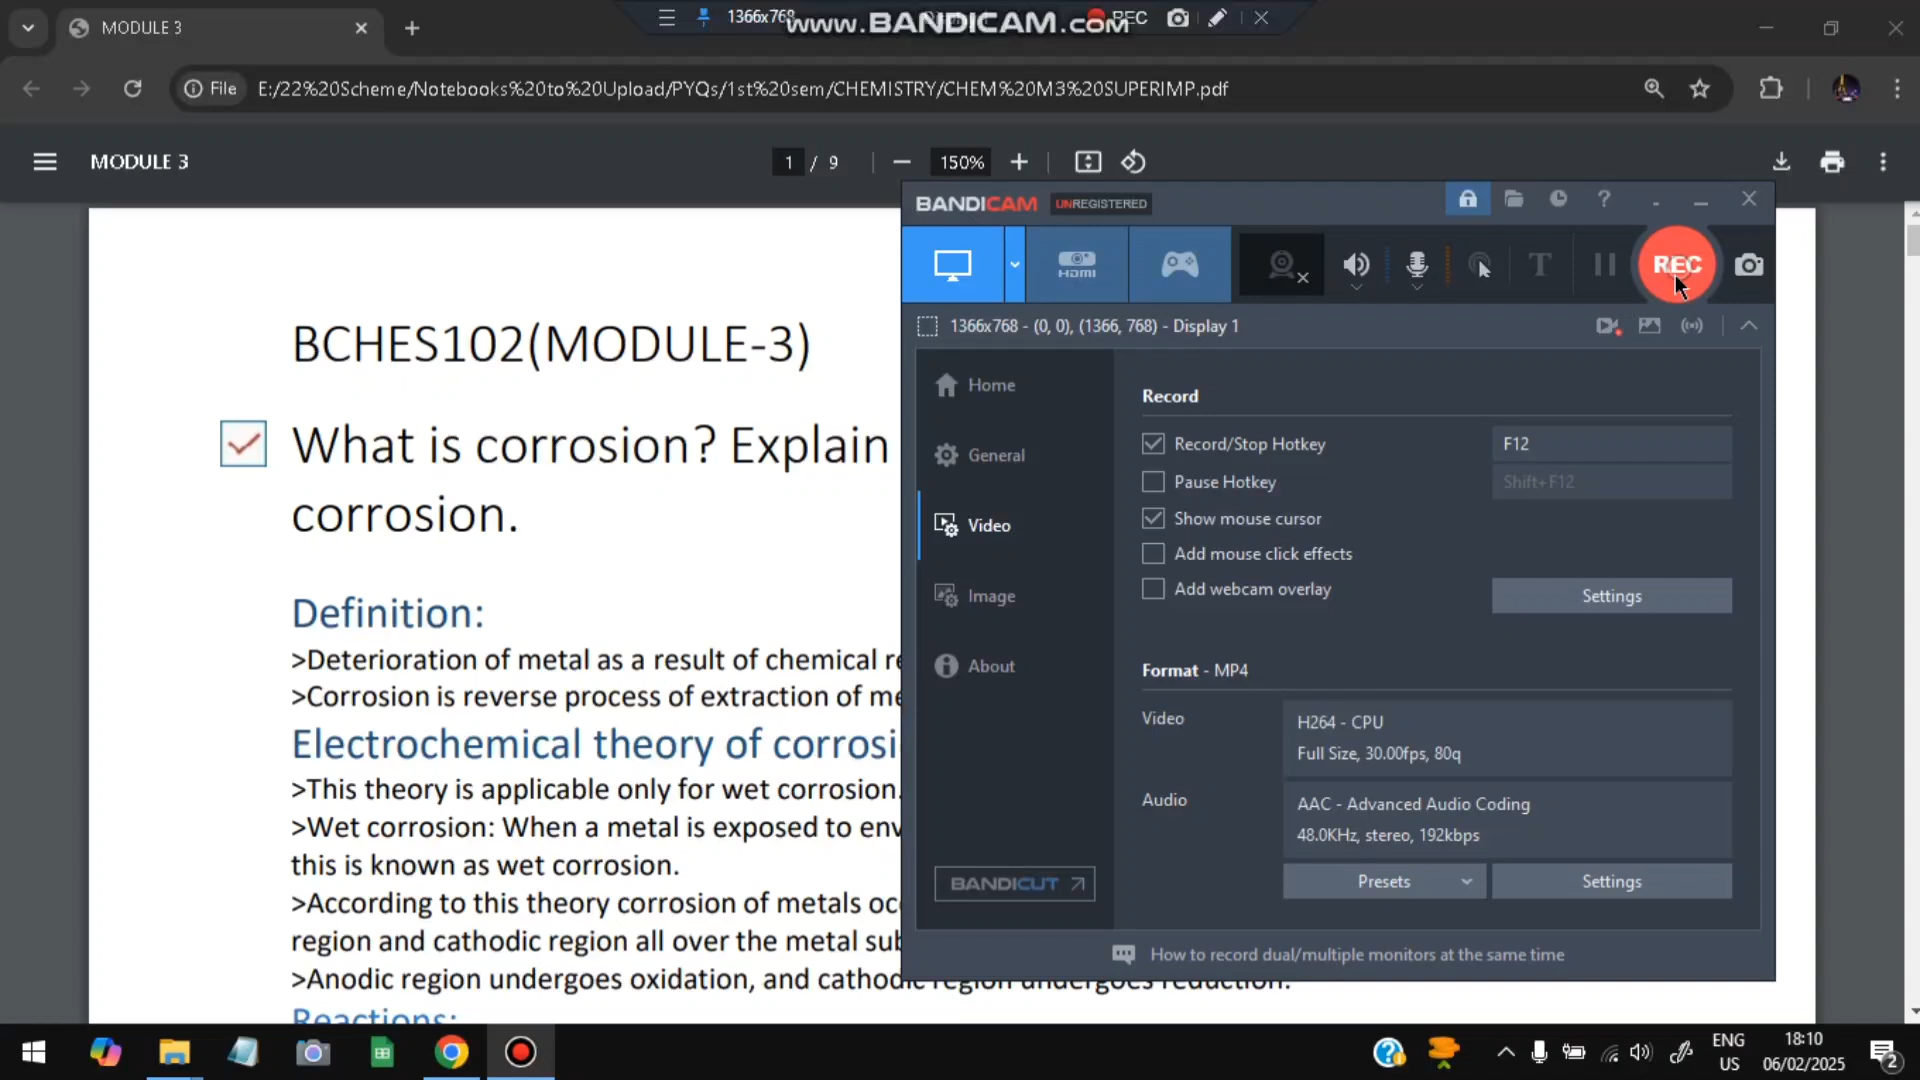 MODULE 3
1366x768
www.BANDICAM.com
REC
File
E:/22%20Scheme/Notebooks%20to%20Upload/PYQs/1st%20sem/CHEMISTRY/CHEM%20M3%20SUPERIMP.pdf
MODULE 3
1 / 9
150%
BCHES102(MODULE-3)
What is corrosion? Explain
corrosion.
Definition:
>Deterioration of metal as a result of chemical re
>Corrosion is reverse process of extraction of me
Electrochemical theory of corrosi
>This theory is applicable only for wet corrosion.
>Wet corrosion: When a metal is exposed to env
this is known as wet corrosion.
>According to this theory corrosion of metals occ
region and cathodic region all over the metal sub
>Anodic region undergoes oxidation, and cathodic region undergoes reduction.
Reactions:
BANDICAM UNREGISTERED
HDMI
T
REC
1366x768 - (0, 0), (1366, 768) - Display 1
Home
General
Video
Image
About
BANDICUT
Record
Record/Stop Hotkey
F12
Pause Hotkey
Shift+F12
Show mouse cursor
Add mouse click effects
Add webcam overlay
Settings
Format - MP4
Video
H264 - CPU
Full Size, 30.00fps, 80q
Audio
AAC - Advanced Audio Coding
48.0KHz, stereo, 192kbps
Presets
Settings
How to record dual/multiple monitors at the same time
ENG
US
18:10
06/02/2025
2